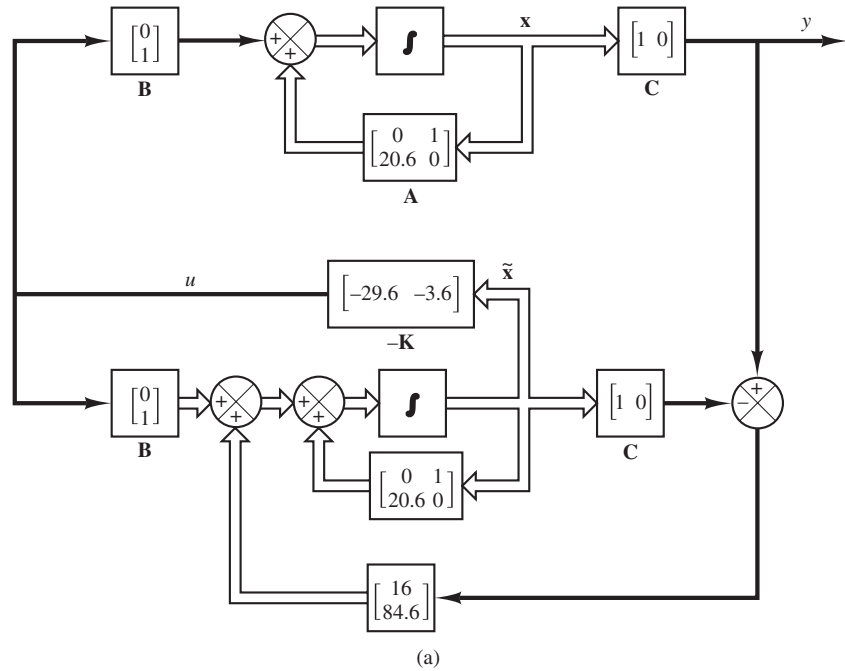 x
y
[0
1]
B
+
+
∫
[1 0]
C
[0 1
20.6 0]
A
u
x̃
[−29.6 −3.6]
−K
[0
1]
B
+
+
+
+
∫
[1 0]
C
+
−
[0 1
20.6 0]
[16
84.6]
(a)